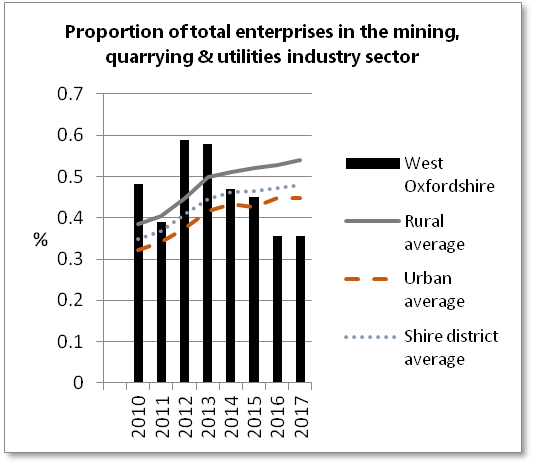 Proportion of total enterprises in the mining,
quarrying & utilities industry sector
0.7
0.6
0.5
0.4
0.3
0.2
0.1
0
%
2010
2011
2012
2013
2014
2015
2016
2017
West
Oxfordshire
Rural
average
Urban
average
Shire district
average